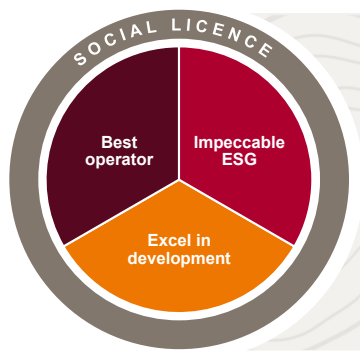 SOCIAL LICENCE
Best
operator
Impeccable
ESG
Excel in
development